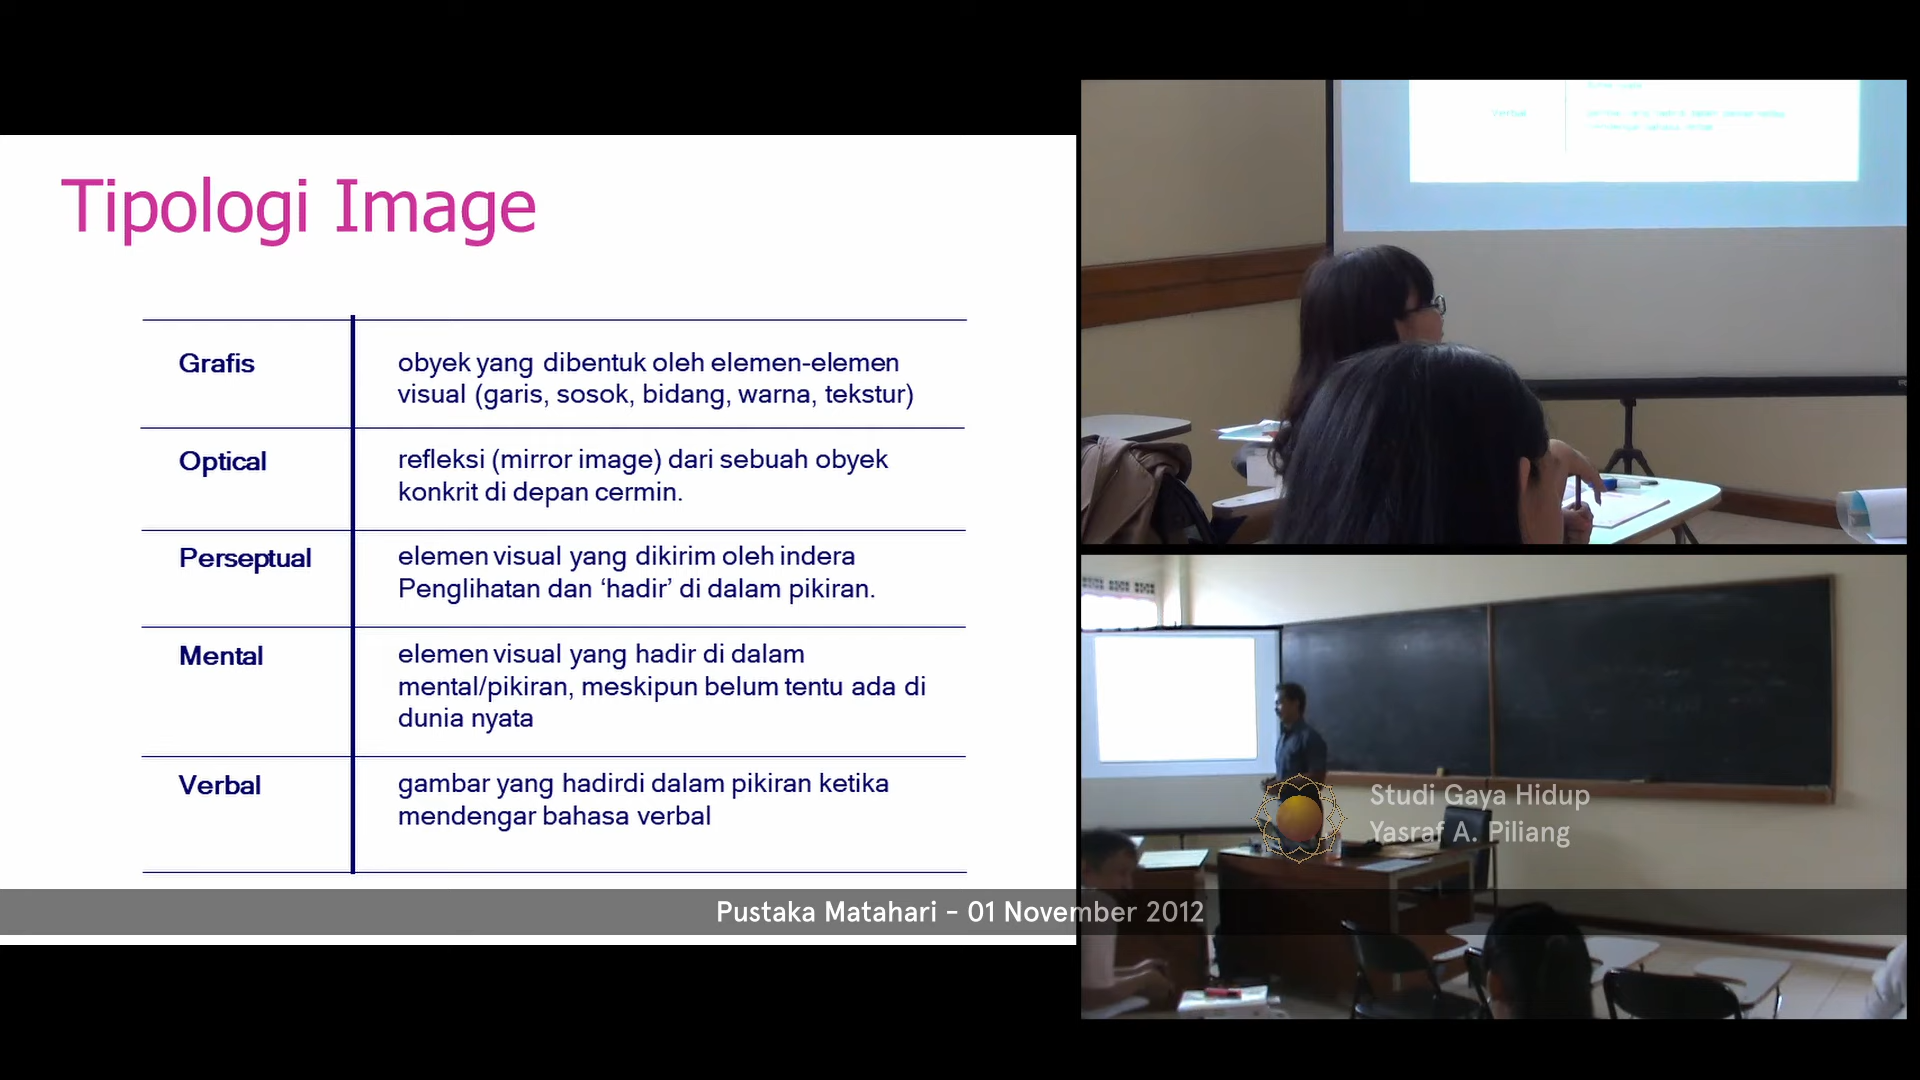 Tipologi Image
Grafis
obyek yang dibentuk oleh elemen-elemen
visual (garis, sosok, bidang, warna, tekstur)
Optical
refleksi (mirror image) dari sebuah obyek
konkrit di depan cermin.
Perseptual
elemen visual yang dikirim oleh indera
Penglihatan dan ‘hadir’ di dalam pikiran.
Mental
elemen visual yang hadir di dalam
mental/pikiran, meskipun belum tentu ada di
dunia nyata
Verbal
gambar yang hadirdi dalam pikiran ketika
mendengar bahasa verbal
Verbal
Studi Gaya Hidup
Yasraf A. Piliang
Pustaka Matahari - 01 November 2012